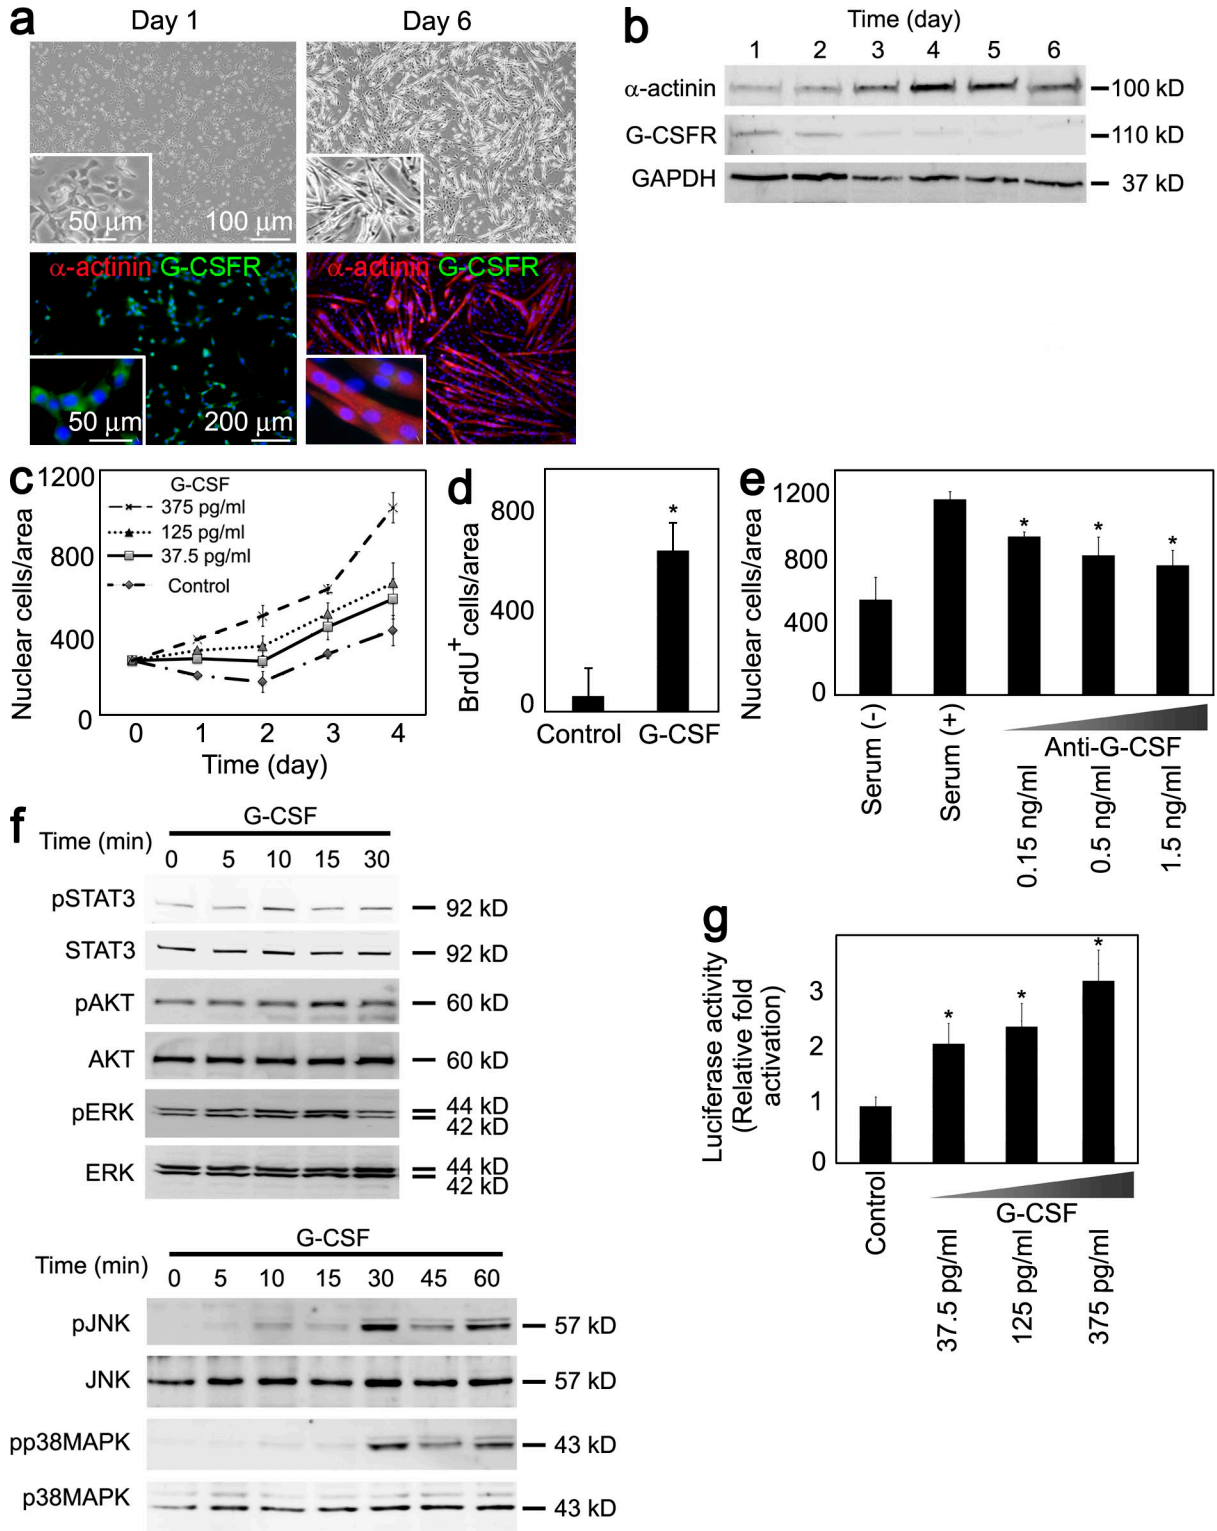 a
Day 1
Day 6
50 μm
100 μm
α-actinin G-CSFR
α-actinin G-CSFR
50 μm
200 μm
b
Time (day)
1 2 3 4 5 6
α-actinin
100 kD
G-CSFR
110 kD
GAPDH
37 kD
c
Nuclear cells/area
1200
800
400
0
G-CSF
375 pg/ml
125 pg/ml
37.5 pg/ml
Control
0 1 2 3 4
Time (day)
d
BrdU+ cells/area
800
400
0
*
Control G-CSF
e
Nuclear cells/area
1200
800
400
0
* * *
Serum (-)
Serum (+)
Anti-G-CSF
0.15 ng/ml
0.5 ng/ml
1.5 ng/ml
f
G-CSF
Time (min)
0 5 10 15 30
pSTAT3
92 kD
STAT3
92 kD
pAKT
60 kD
AKT
60 kD
pERK
44 kD
42 kD
ERK
44 kD
42 kD
G-CSF
Time (min)
0 5 10 15 30 45 60
pJNK
57 kD
JNK
57 kD
pp38MAPK
43 kD
p38MAPK
43 kD
g
Luciferase activity
(Relative fold
activation)
3
2
1
0
* * *
Control
G-CSF
37.5 pg/ml
125 pg/ml
375 pg/ml